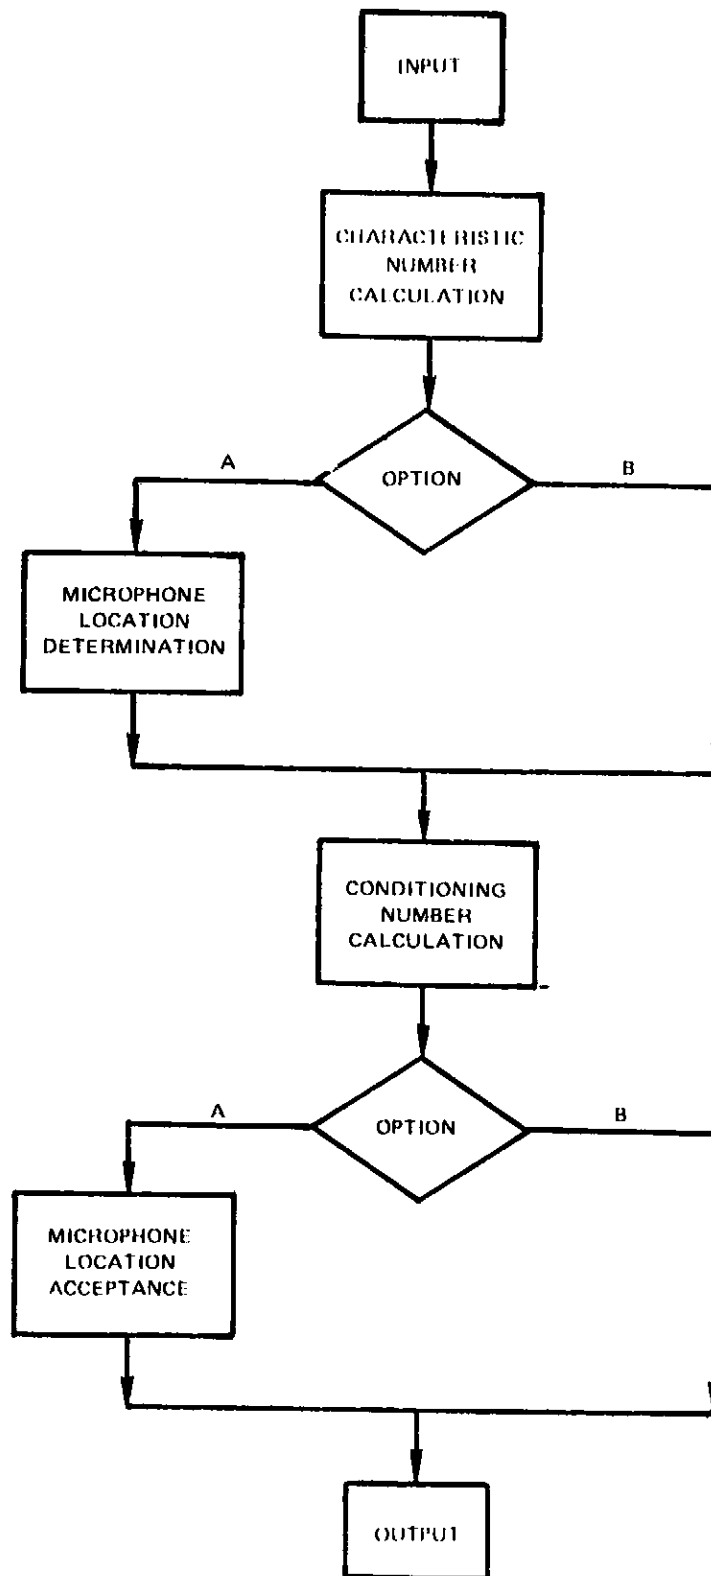 INPUT
CHARACTERISTIC
NUMBER
CALCULATION
OPTION
A
B
MICROPHONE
LOCATION
DETERMINATION
CONDITIONING
NUMBER
CALCULATION
OPTION
A
B
MICROPHONE
LOCATION
ACCEPTANCE
OUTPUT